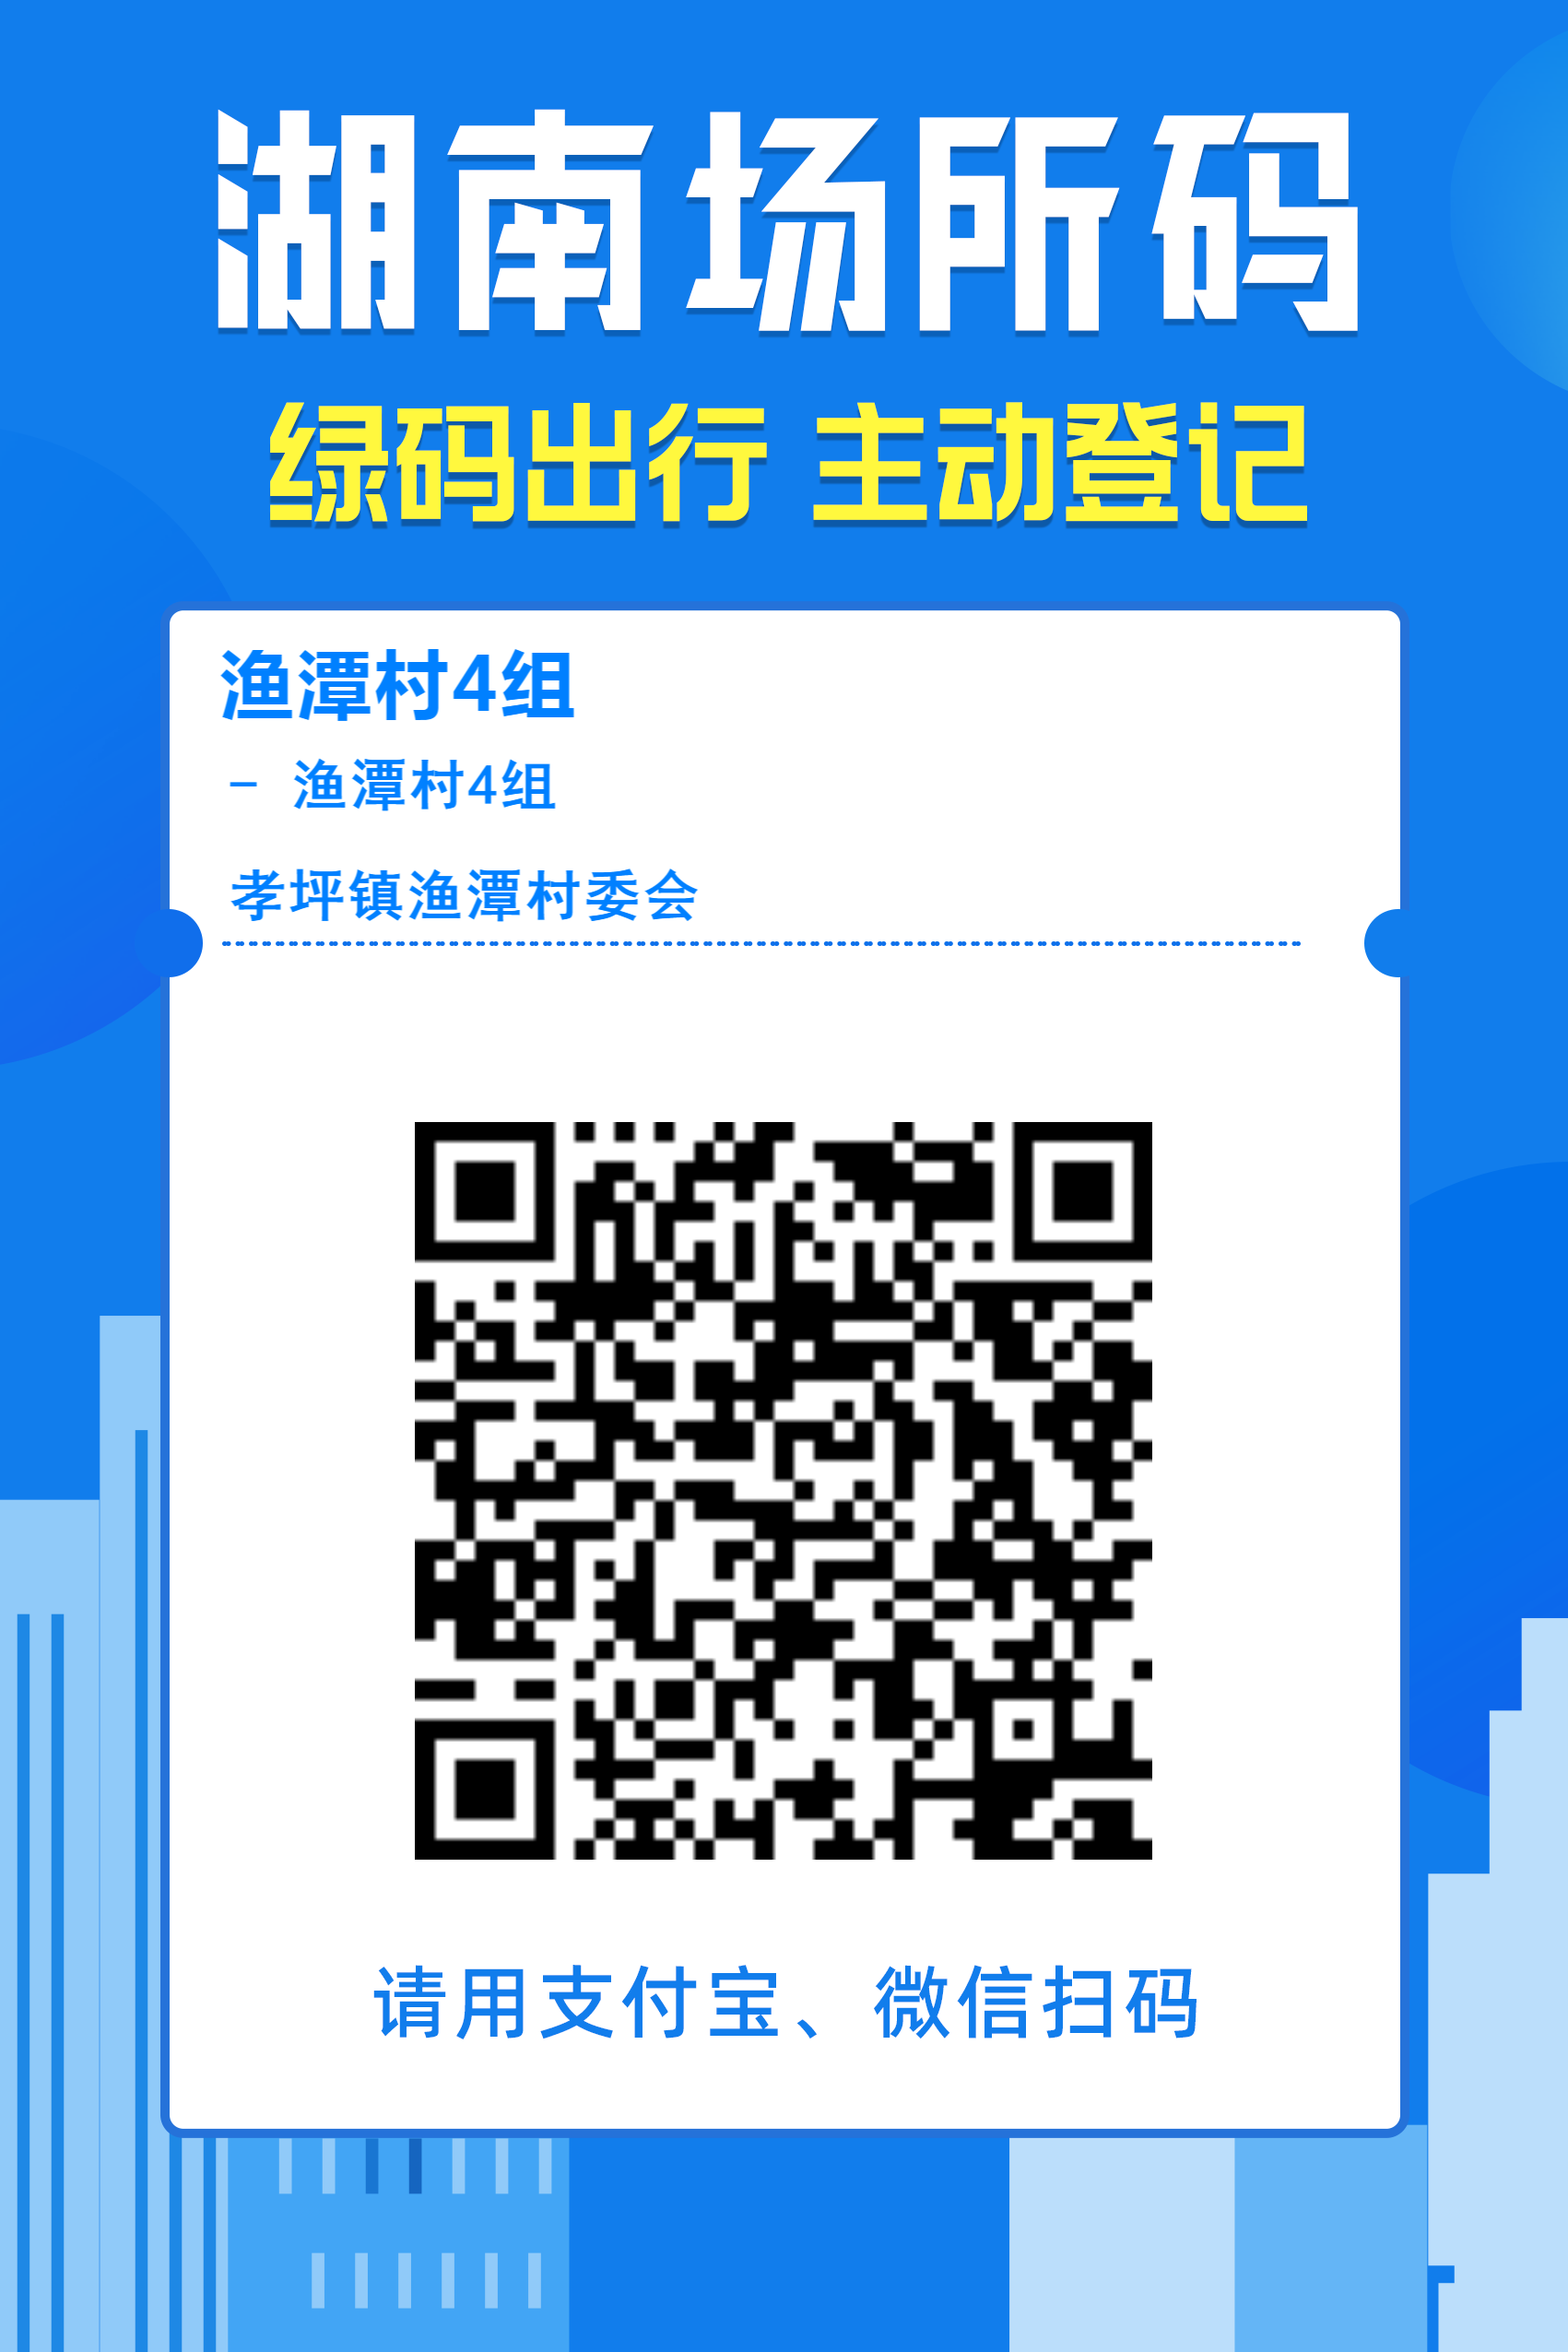 湖南场所码
绿码出行 主动登记
渔潭村4组
– 渔潭村4组
孝坪镇渔潭村委会
请用支付宝、微信扫码